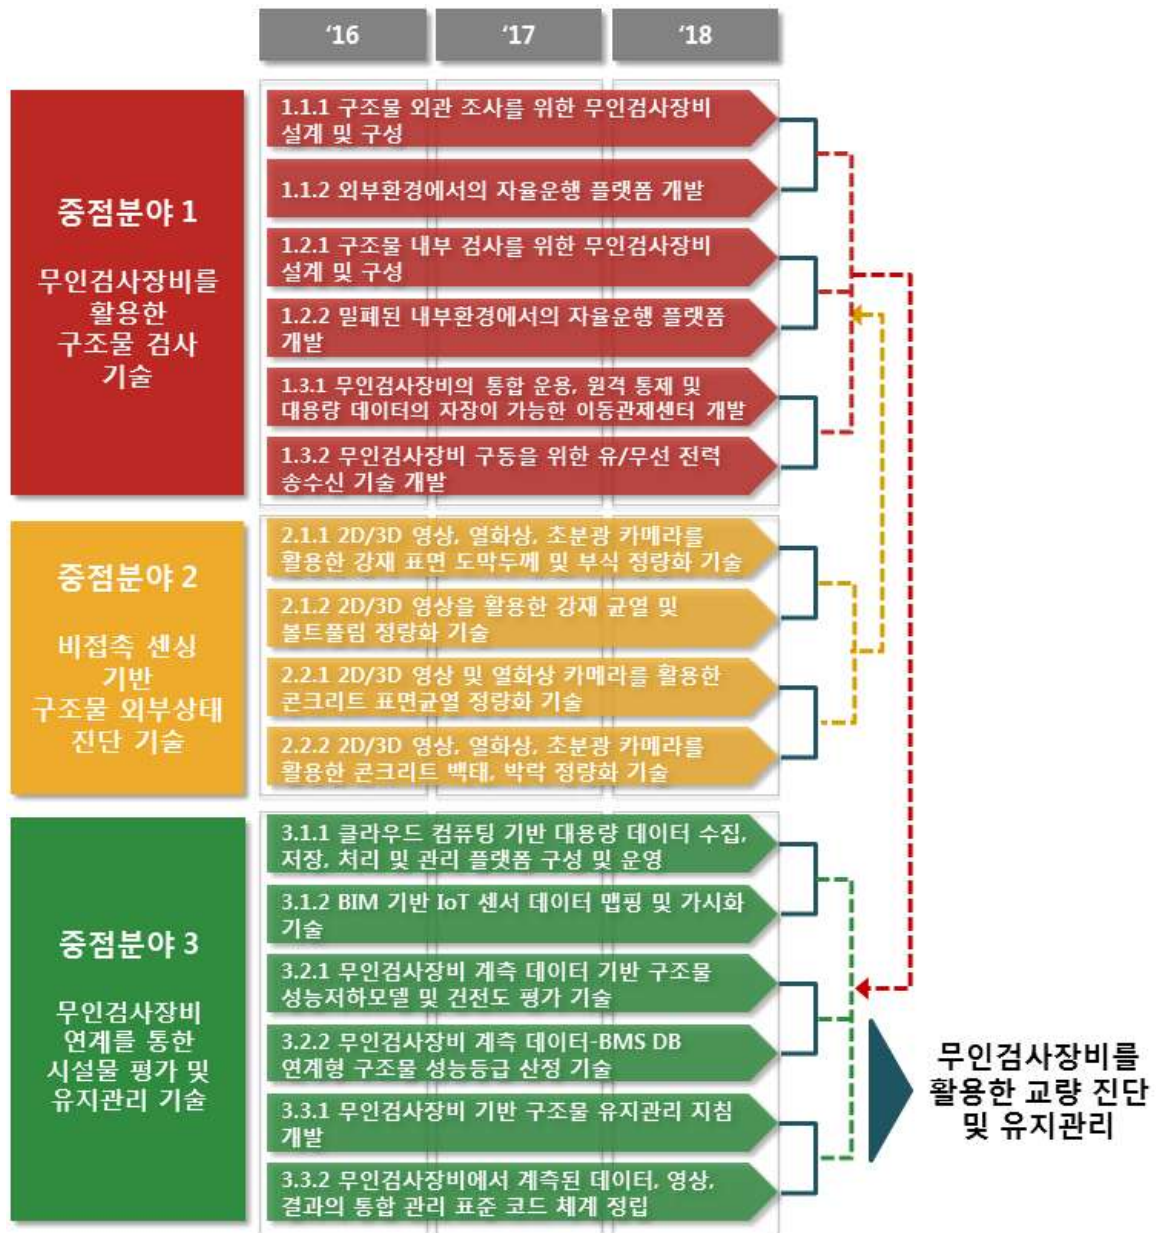 '16
'17
'18
중점분야 1
무인검사장비를
활용한
구조물 검사
기술
1.1.1 구조물 외관 조사를 위한 무인검사장비
설계 및 구성
1.1.2 외부환경에서의 자율운행 플랫폼 개발
1.2.1 구조물 내부 검사를 위한 무인검사장비
설계 및 구성
1.2.2 밀폐된 내부환경에서의 자율운행 플랫폼
개발
1.3.1 무인검사장비의 통합 운용, 원격 통제 및
대용량 데이터의 자장이 가능한 이동관제센터 개발
1.3.2 무인검사장비 구동을 위한 유/무선 전력
송수신 기술 개발
중점분야 2
비접촉 센싱
기반
구조물 외부상태
진단 기술
2.1.1 2D/3D 영상, 열화상, 초분광 카메라를
활용한 강재 표면 도막두께 및 부식 정량화 기술
2.1.2 2D/3D 영상을 활용한 강재 균열 및
볼트풀림 정량화 기술
2.2.1 2D/3D 영상 및 열화상 카메라를 활용한
콘크리트 표면균열 정량화 기술
2.2.2 2D/3D 영상, 열화상, 초분광 카메라를
활용한 콘크리트 백태, 박락 정량화 기술
중점분야 3
무인검사장비
연계를 통한
시설물 평가 및
유지관리 기술
3.1.1 클라우드 컴퓨팅 기반 대용량 데이터 수집,
저장, 처리 및 관리 플랫폼 구성 및 운영
3.1.2 BIM 기반 IoT 센서 데이터 맵핑 및 가시화
기술
3.2.1 무인검사장비 계측 데이터 기반 구조물
성능저하모델 및 건전도 평가 기술
3.2.2 무인검사장비 계측 데이터-BMS DB
연계형 구조물 성능등급 산정 기술
3.3.1 무인검사장비 기반 구조물 유지관리 지침
개발
3.3.2 무인검사장비에서 계측된 데이터, 영상,
결과의 통합 관리 표준 코드 체계 정립
무인검사장비를
활용한 교량 진단
및 유지관리